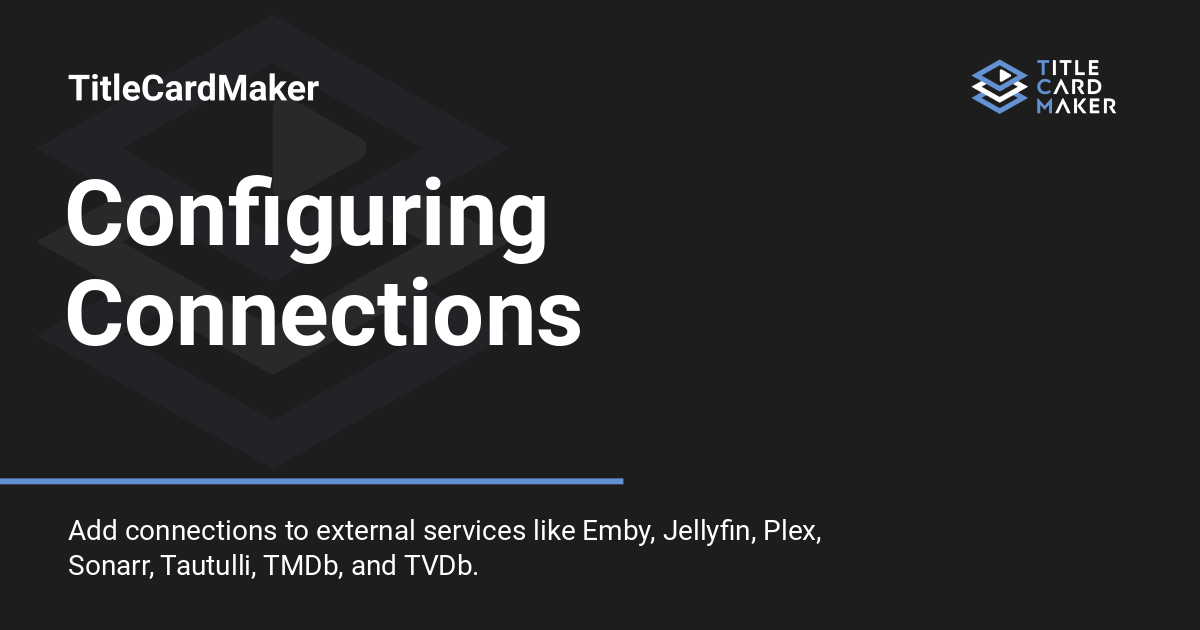 TitleCardMaker
TITLE
CARD
MAKER
Configuring
Connections
Add connections to external services like Emby, Jellyfin, Plex,
Sonarr, Tautulli, TMDb, and TVDb.